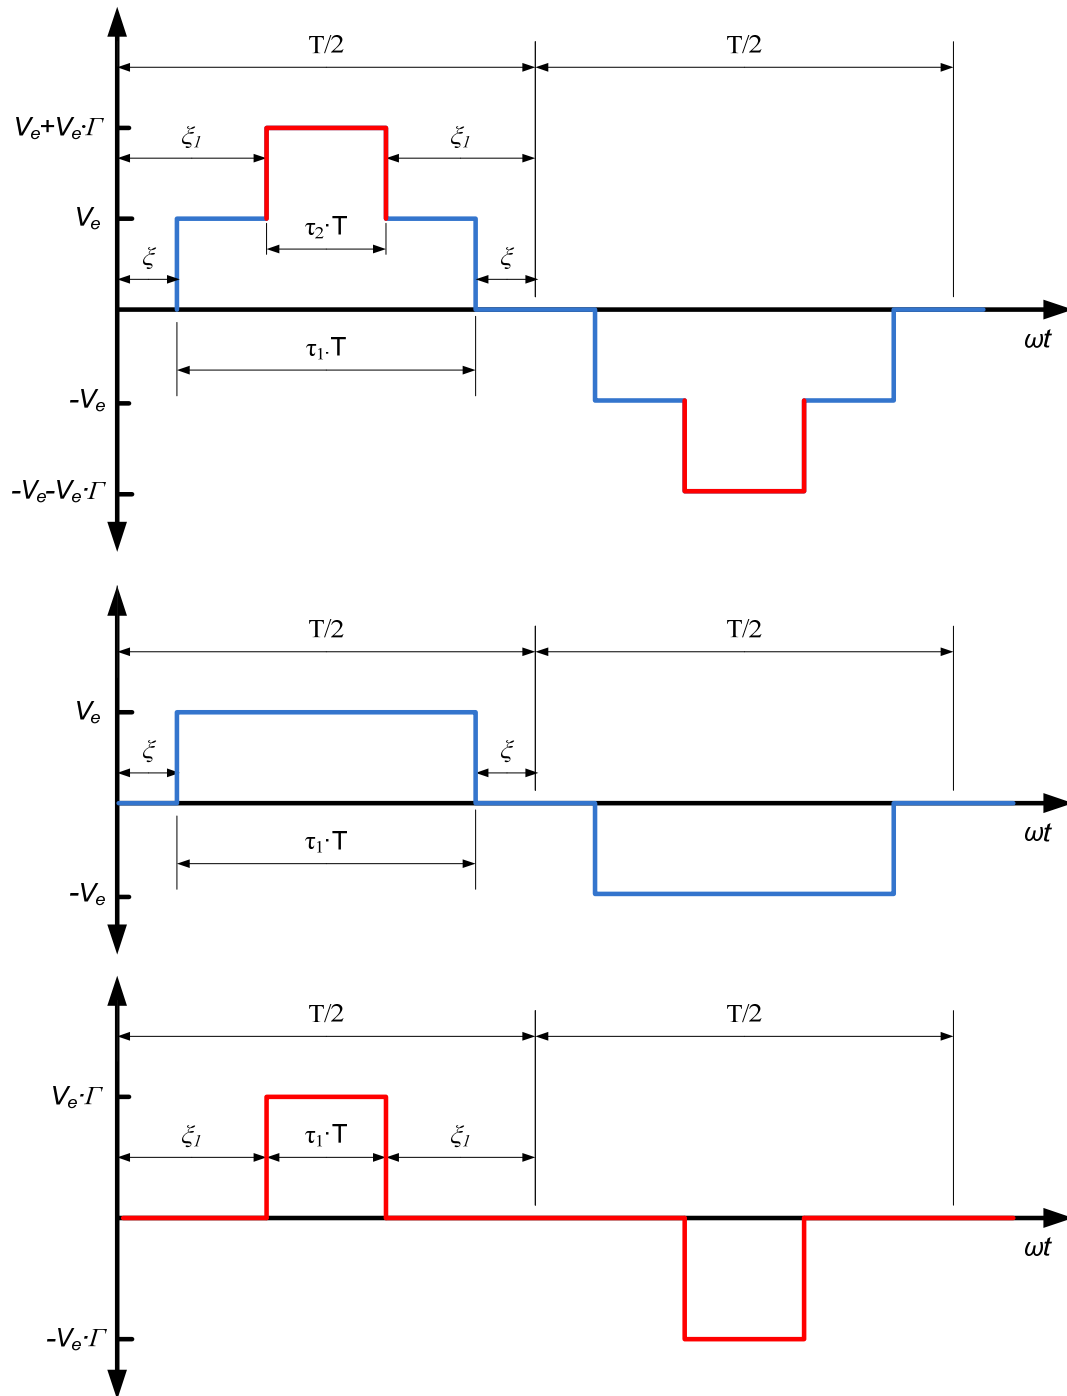 T/2 T/2
Vₑ+Vₑ·Γ
ξ₁ ξ₁
Vₑ
τ₂·T
ξ ξ
ωt
τ₁.T
-Vₑ
-Vₑ-Vₑ·Γ
T/2 T/2
Vₑ
ξ ξ
ωt
τ₁·T
-Vₑ
T/2 T/2
Vₑ·Γ
ξ₁ τ₁·T ξ₁
ωt
-Vₑ·Γ